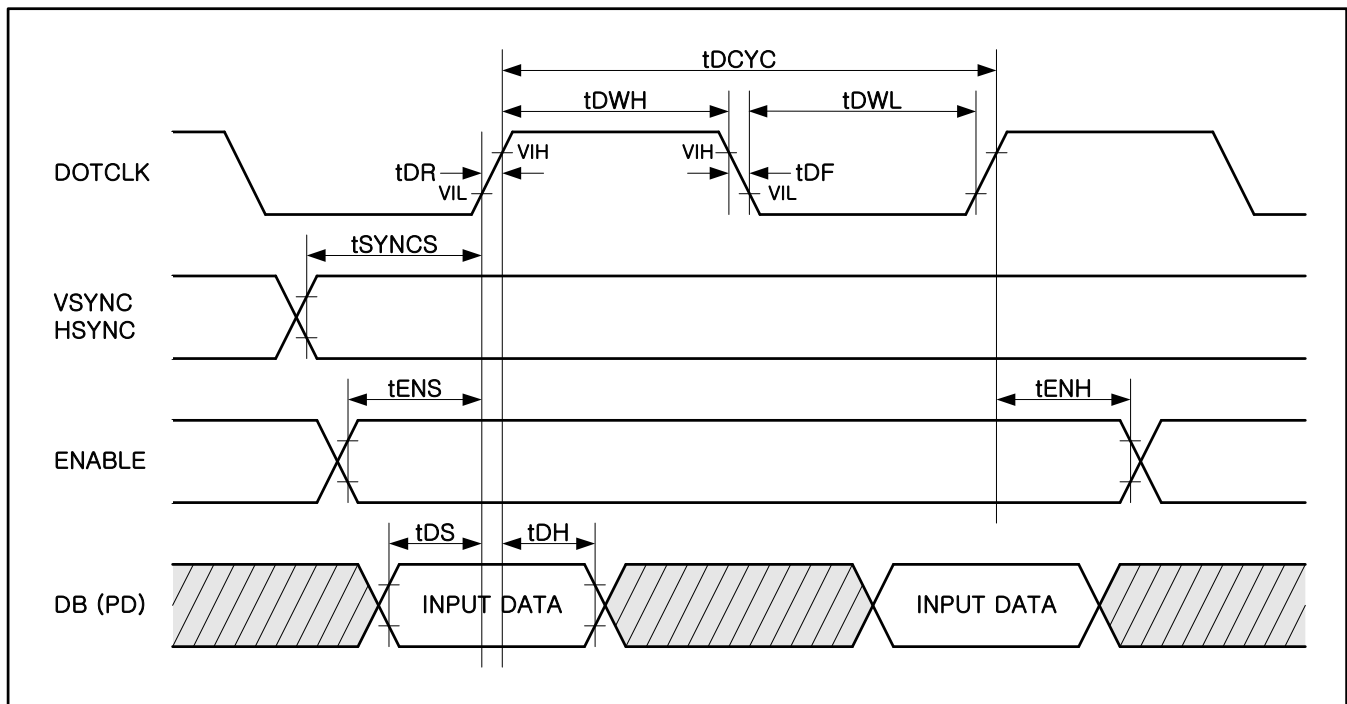 tDCYC
tDWH
tDWL
DOTCLK
tDR
VIH
VIL
VIH
tDF
VIL
tSYNCS
VSYNC
HSYNC
tENS
tENH
ENABLE
tDS
tDH
DB (PD)
INPUT DATA
INPUT DATA